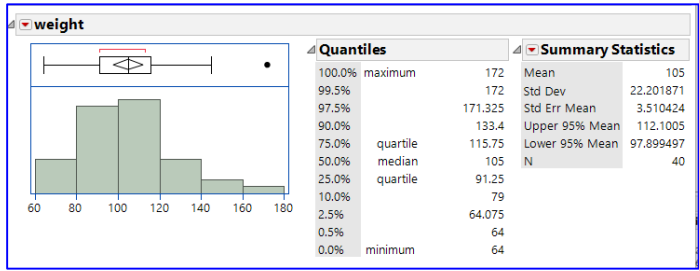 weight
60 80 100 120 140 160 180
Quantiles
100.0% maximum 172
99.5% 172
97.5% 171.325
90.0% 133.4
75.0% quartile 115.75
50.0% median 105
25.0% quartile 91.25
10.0% 79
2.5% 64.075
0.5% 64
0.0% minimum 64
Summary Statistics
Mean 105
Std Dev 22.201871
Std Err Mean 3.510424
Upper 95% Mean 112.1005
Lower 95% Mean 97.899497
N 40